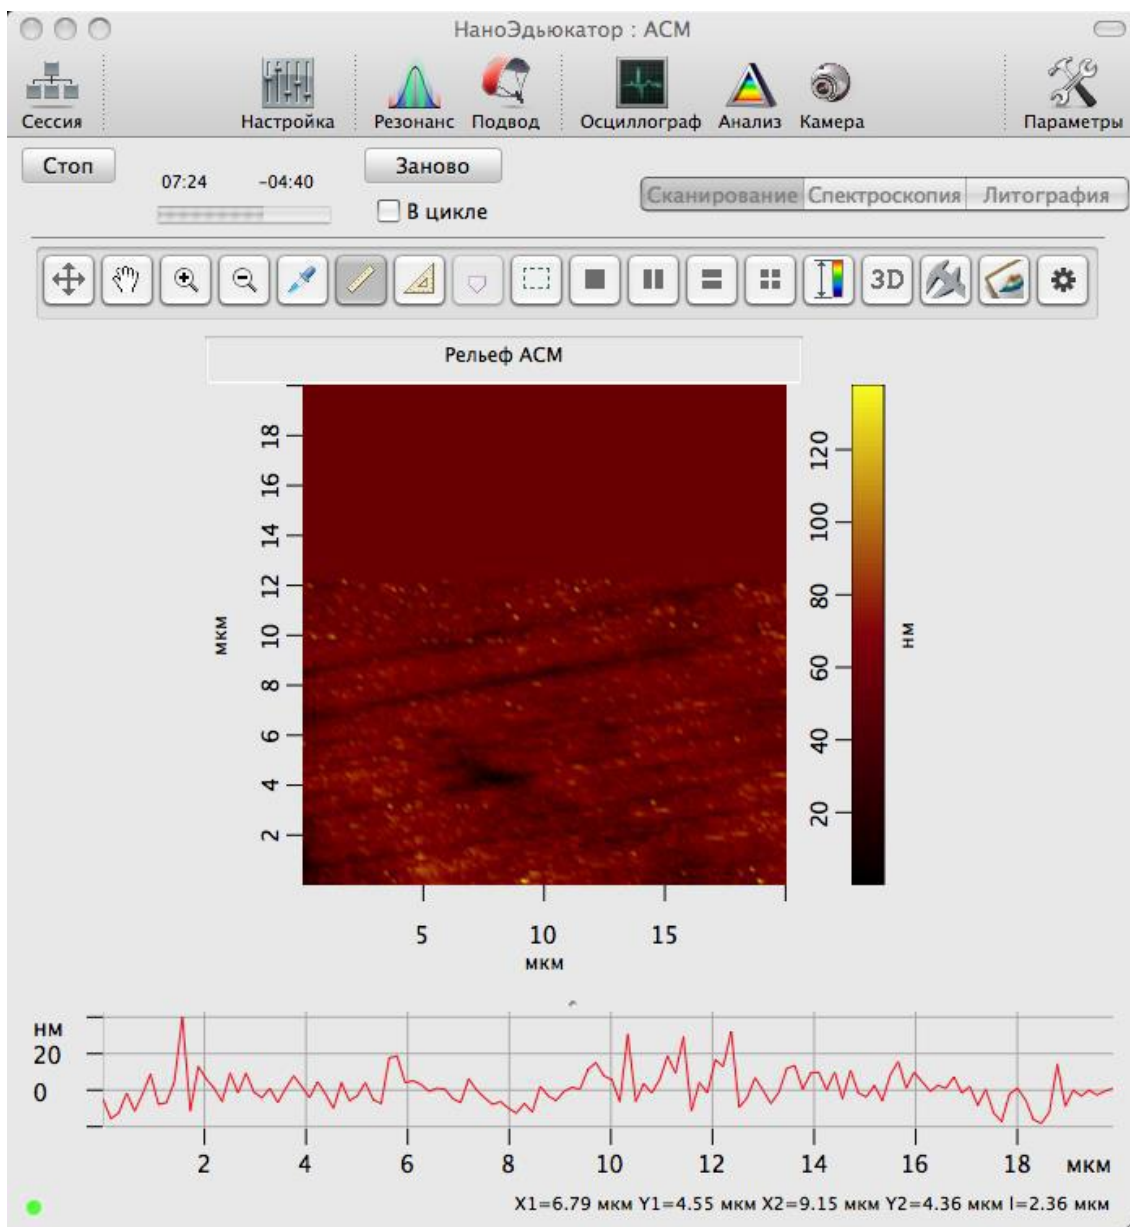 НаноЭдьюкатор : АСМ
Сессия Настройка Резонанс Подвод Осциллограф Анализ Камера Параметры
Стоп 07:24 -04:40 Заново
В цикле
Сканирование Спектроскопия Литография
3D
Рельеф АСМ
18
16
14
12
10
8
6
4
2
мкм
120
100
80
60
40
20
нм
5 10 15
мкм
нм
20
0
2 4 6 8 10 12 14 16 18 мкм
X1=6.79 мкм Y1=4.55 мкм X2=9.15 мкм Y2=4.36 мкм l=2.36 мкм